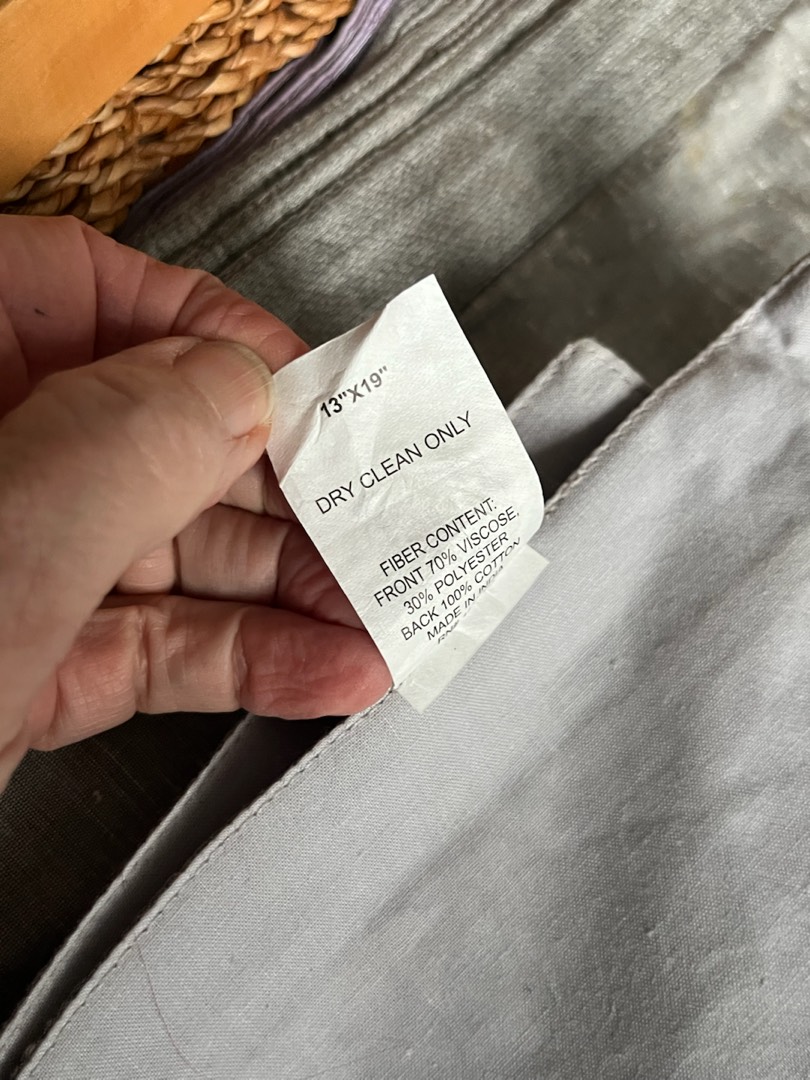 13"X19"
DRY CLEAN ONLY
FIBER CONTENT:
FRONT 70% VISCOSE,
30% POLYESTER
BACK 100% COTTON
MADE IN INDIA